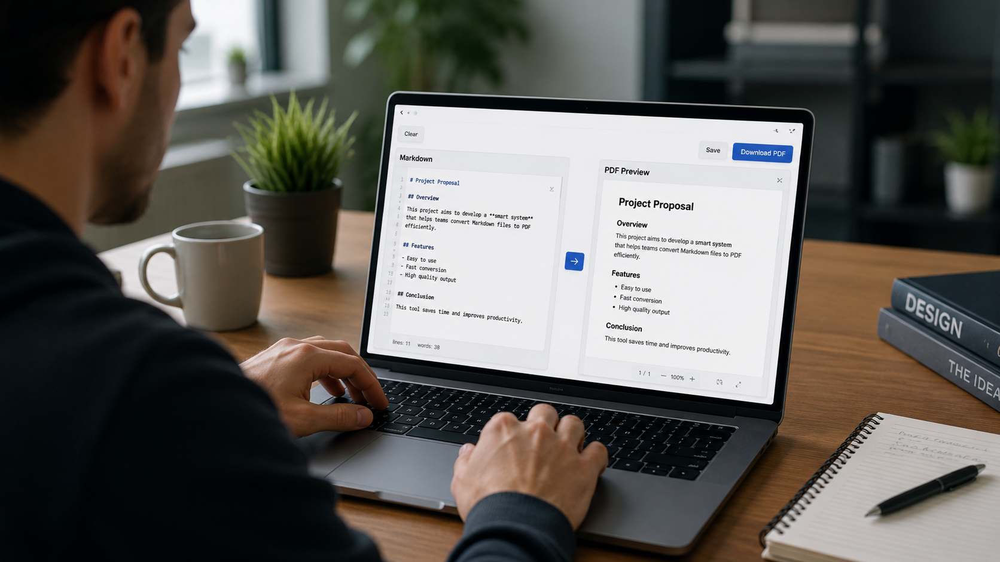 Clear
Save
Download PDF
Markdown
# Project Proposal
## Overview
This project aims to develop a **smart system**
that helps teams convert Markdown files to PDF
efficiently.
## Features
- Easy to use
- Fast conversion
- High quality output
## Conclusion
This tool saves time and improves productivity.
lines: 11 words: 38
PDF Preview
Project Proposal
Overview
This project aims to develop a smart system
that helps teams convert Markdown files to PDF
efficiently.
Features
• Easy to use
• Fast conversion
• High quality output
Conclusion
This tool saves time and improves productivity.
1 / 1 — 100% +
DESIGN
THE IDEA